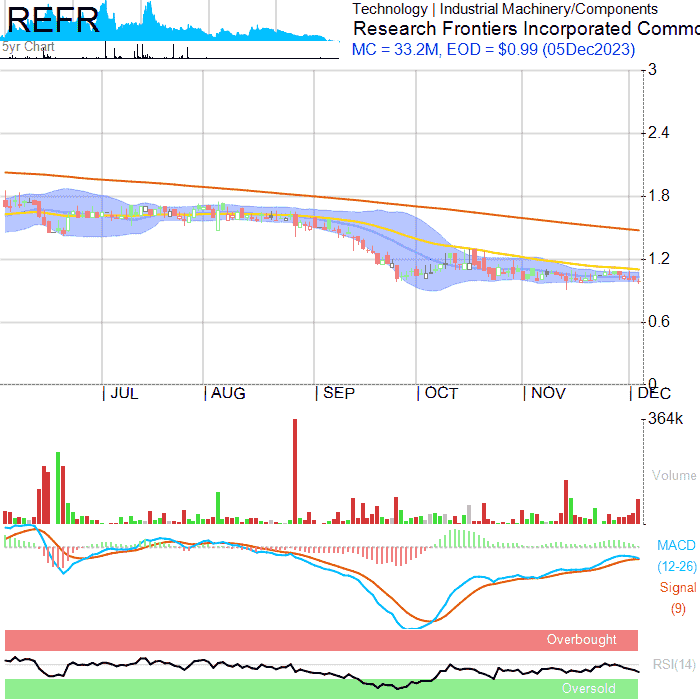 REFR
5yr Chart
Technology | Industrial Machinery/Components
Research Frontiers Incorporated Commo
MC = 33.2M, EOD = $0.99 (05Dec2023)
3
2.4
1.8
1.2
0.6
0
JUL
AUG
SEP
OCT
NOV
DEC
364k
Volume
MACD
(12-26)
Signal
(9)
Overbought
RSI(14)
Oversold